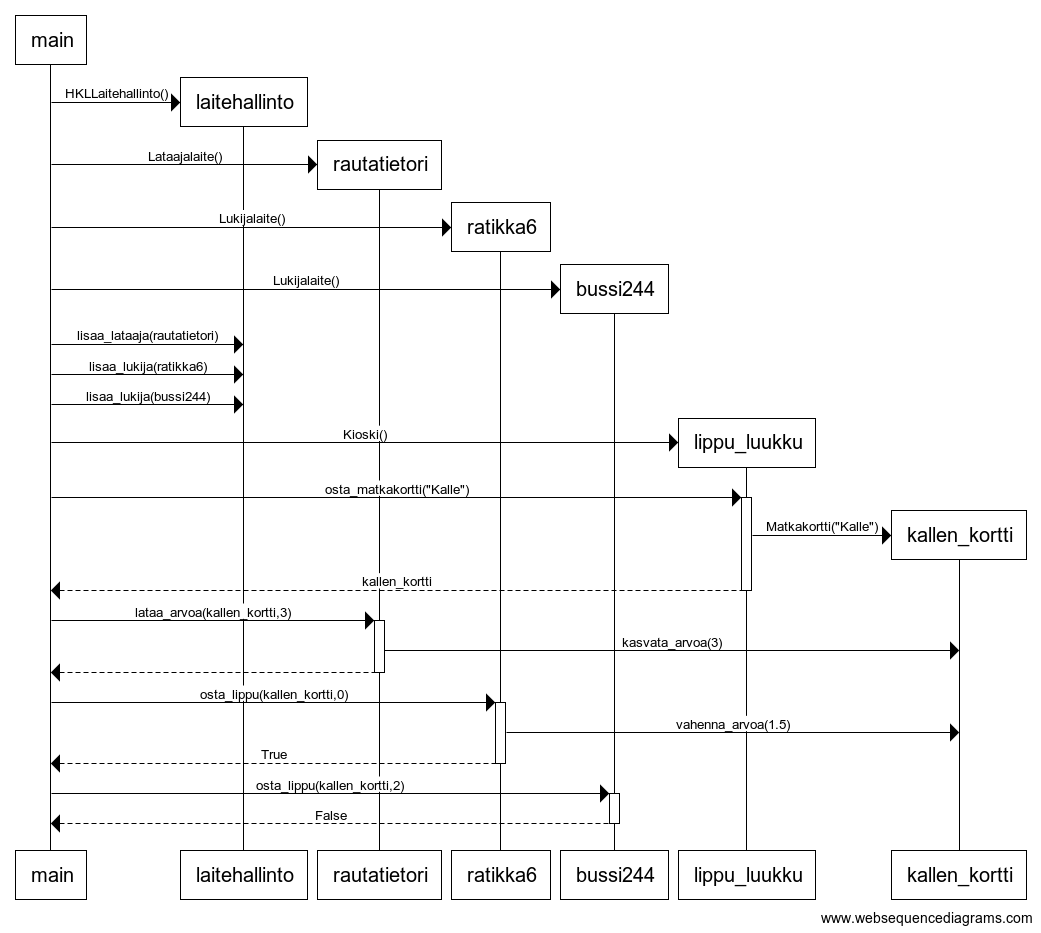 main
HKLLaitehallinto()
laitehallinto
Lataajalaite()
rautatietori
Lukijalaite()
ratikka6
Lukijalaite()
bussi244
lisaa_lataaja(rautatietori)
lisaa_lukija(ratikka6)
lisaa_lukija(bussi244)
Kioski()
lippu_luukku
osta_matkakortti("Kalle")
Matkakortti("Kalle")
kallen_kortti
kallen_kortti
lataa_arvoa(kallen_kortti,3)
kasvata_arvoa(3)
osta_lippu(kallen_kortti,0)
vahenna_arvoa(1.5)
True
osta_lippu(kallen_kortti,2)
False
main laitehallinto rautatietori ratikka6 bussi244 lippu_luukku kallen_kortti
www.websequencediagrams.com